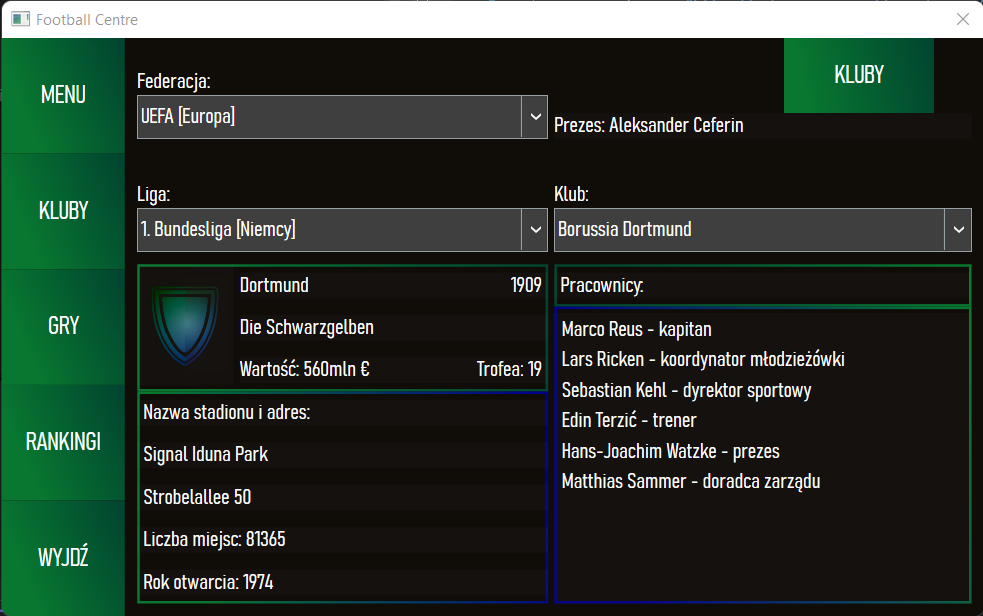 Football Centre
MENU
KLUBY
GRY
RANKINGI
WYJDŹ
KLUBY
Federacja:
UEFA [Europa]
Prezes: Aleksander Ceferin
Liga:
1. Bundesliga [Niemcy]
Klub:
Borussia Dortmund
Dortmund 1909
Die Schwarzgelben
Wartość: 560mln € Trofea: 19
Nazwa stadionu i adres:
Signal Iduna Park
Strobelallee 50
Liczba miejsc: 81365
Rok otwarcia: 1974
Pracownicy:
Marco Reus - kapitan
Lars Ricken - koordynator młodzieżówki
Sebastian Kehl - dyrektor sportowy
Edin Terzić - trener
Hans-Joachim Watzke - prezes
Matthias Sammer - doradca zarządu